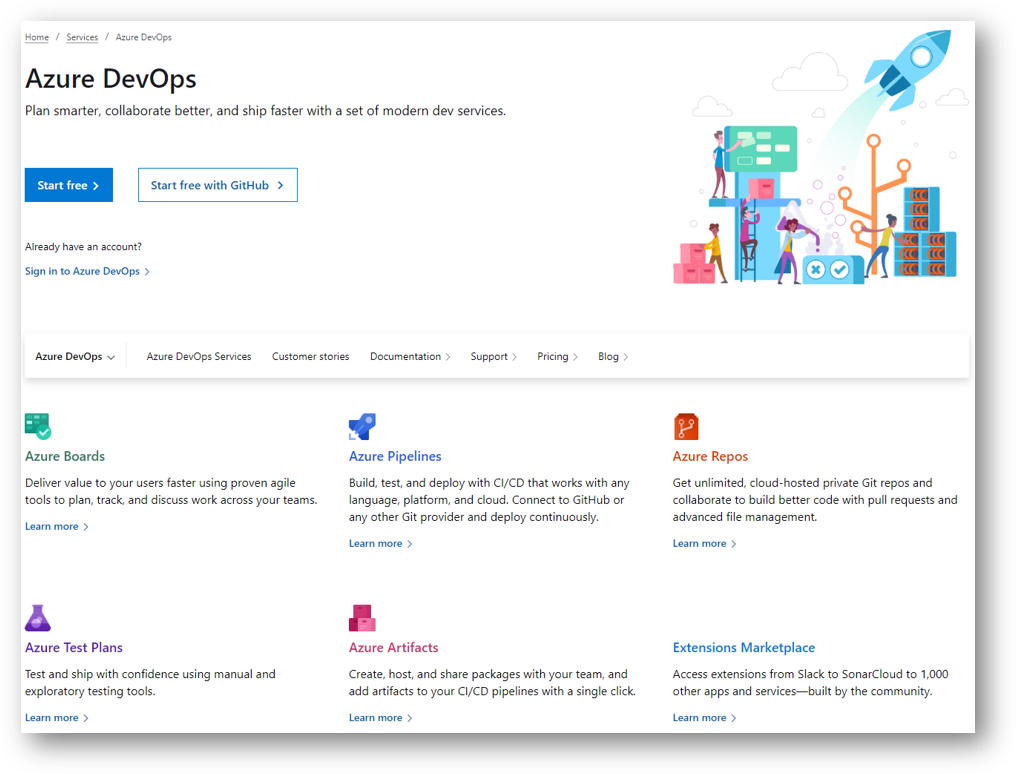 Home / Services / Azure DevOps
Azure DevOps
Plan smarter, collaborate better, and ship faster with a set of modern dev services.
Start free
Start free with GitHub
Already have an account?
Sign in to Azure DevOps
Azure DevOps
Azure DevOps Services
Customer stories
Documentation
Support
Pricing
Blog
Azure Boards
Deliver value to your users faster using proven agile
tools to plan, track, and discuss work across your teams.
Learn more
Azure Pipelines
Build, test, and deploy with CI/CD that works with any
language, platform, and cloud. Connect to GitHub or
any other Git provider and deploy continuously.
Learn more
Azure Repos
Get unlimited, cloud-hosted private Git repos and
collaborate to build better code with pull requests and
advanced file management.
Learn more
Azure Test Plans
Test and ship with confidence using manual and
exploratory testing tools.
Learn more
Azure Artifacts
Create, host, and share packages with your team, and
add artifacts to your CI/CD pipelines with a single click.
Learn more
Extensions Marketplace
Access extensions from Slack to SonarCloud to 1,000
other apps and services—built by the community.
Learn more